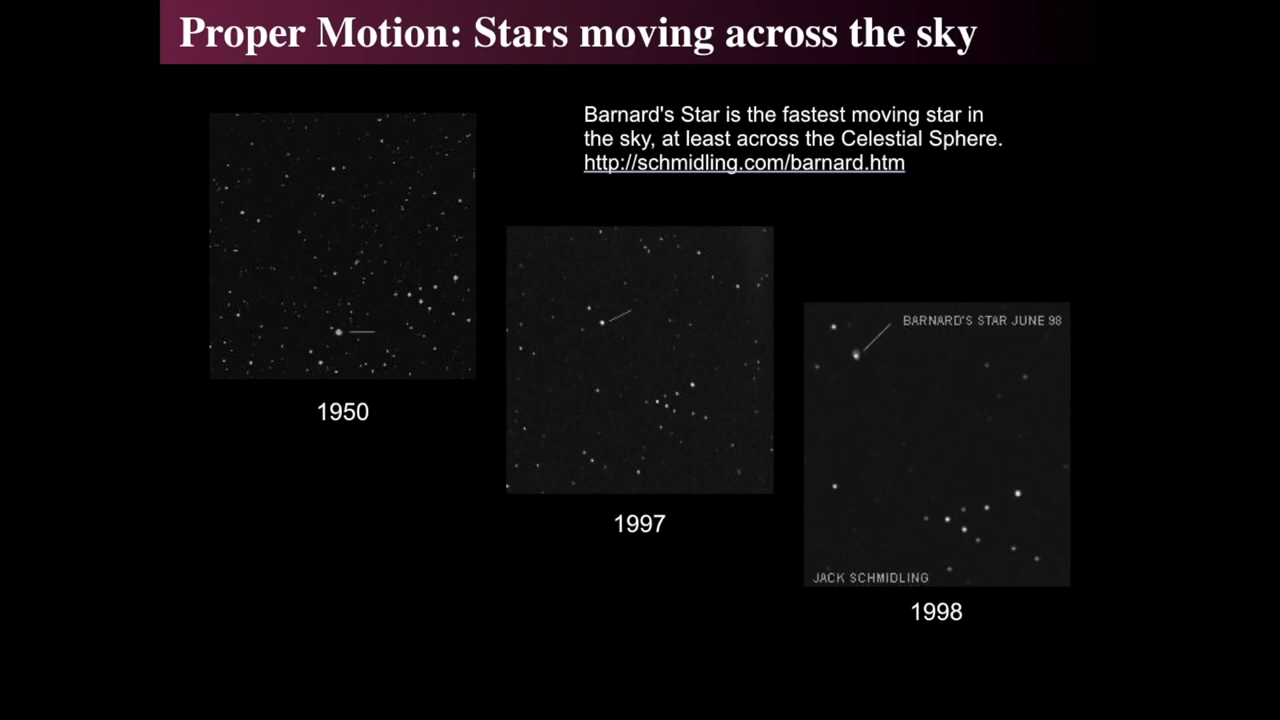 Proper Motion: Stars moving across the sky
Barnard's Star is the fastest moving star in
the sky, at least across the Celestial Sphere.
http://schmidling.com/barnard.htm
1950
1997
BARNARD'S STAR JUNE 98
JACK SCHMIDLING
1998